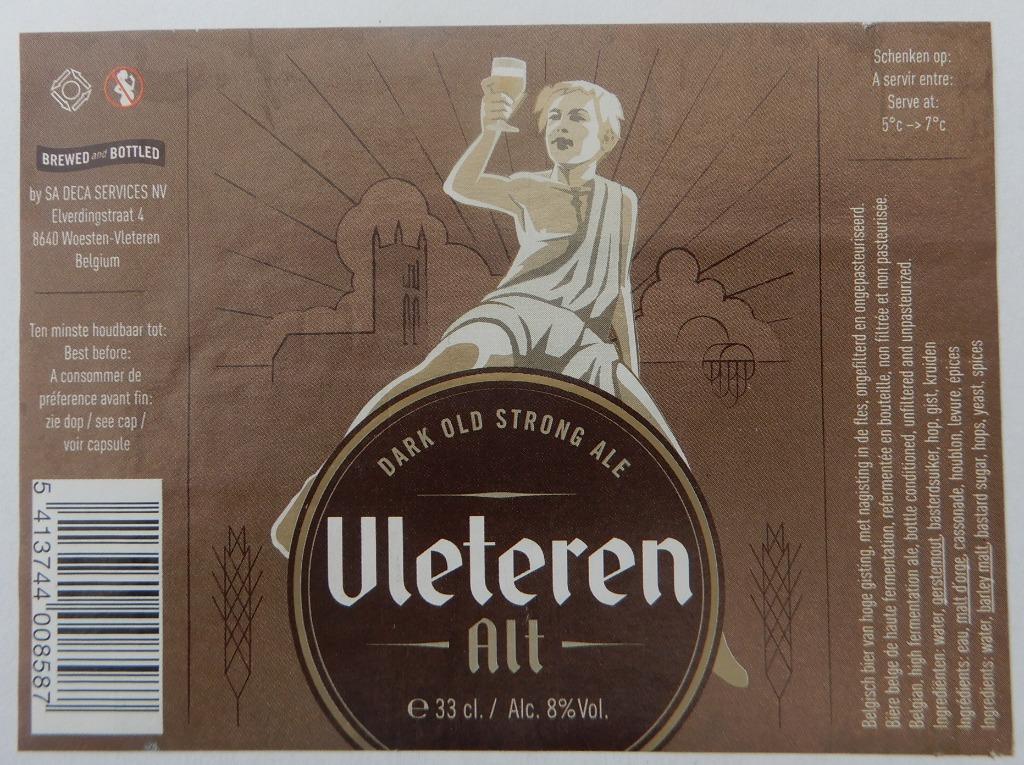 BREWED and BOTTLED
by SA DECA SERVICES NV
Elverdingstraat 4
8640 Woesten-Vleteren
Belgium
Ten minste houdbaar tot:
Best before:
A consommer de
préference avant fin:
zie dop / see cap /
voir capsule
5 413744 008587
DARK OLD STRONG ALE
Vleteren
Alt
e 33 cl. / Alc. 8% Vol.
Schenken op:
A servir entre:
Serve at:
5°c -> 7°c
Belgisch bier van hoge gisting, met nagisting in de fles, ongefilterd en ongepasteuriseerd.
Bière belge de haute fermentation, refermentée en bouteille, non filtrée et non pasteurisée.
Belgian, high fermentation ale, bottle conditioned, unfiltered and unpasteurized.
Ingrediënten: water, gerstemout, basterdsuiker, hop, gist, kruiden
Ingrédients: eau, malt d'orge, cassonade, houblon, levure, épices
Ingredients: water, barley malt, bastard sugar, hops, yeast, spices